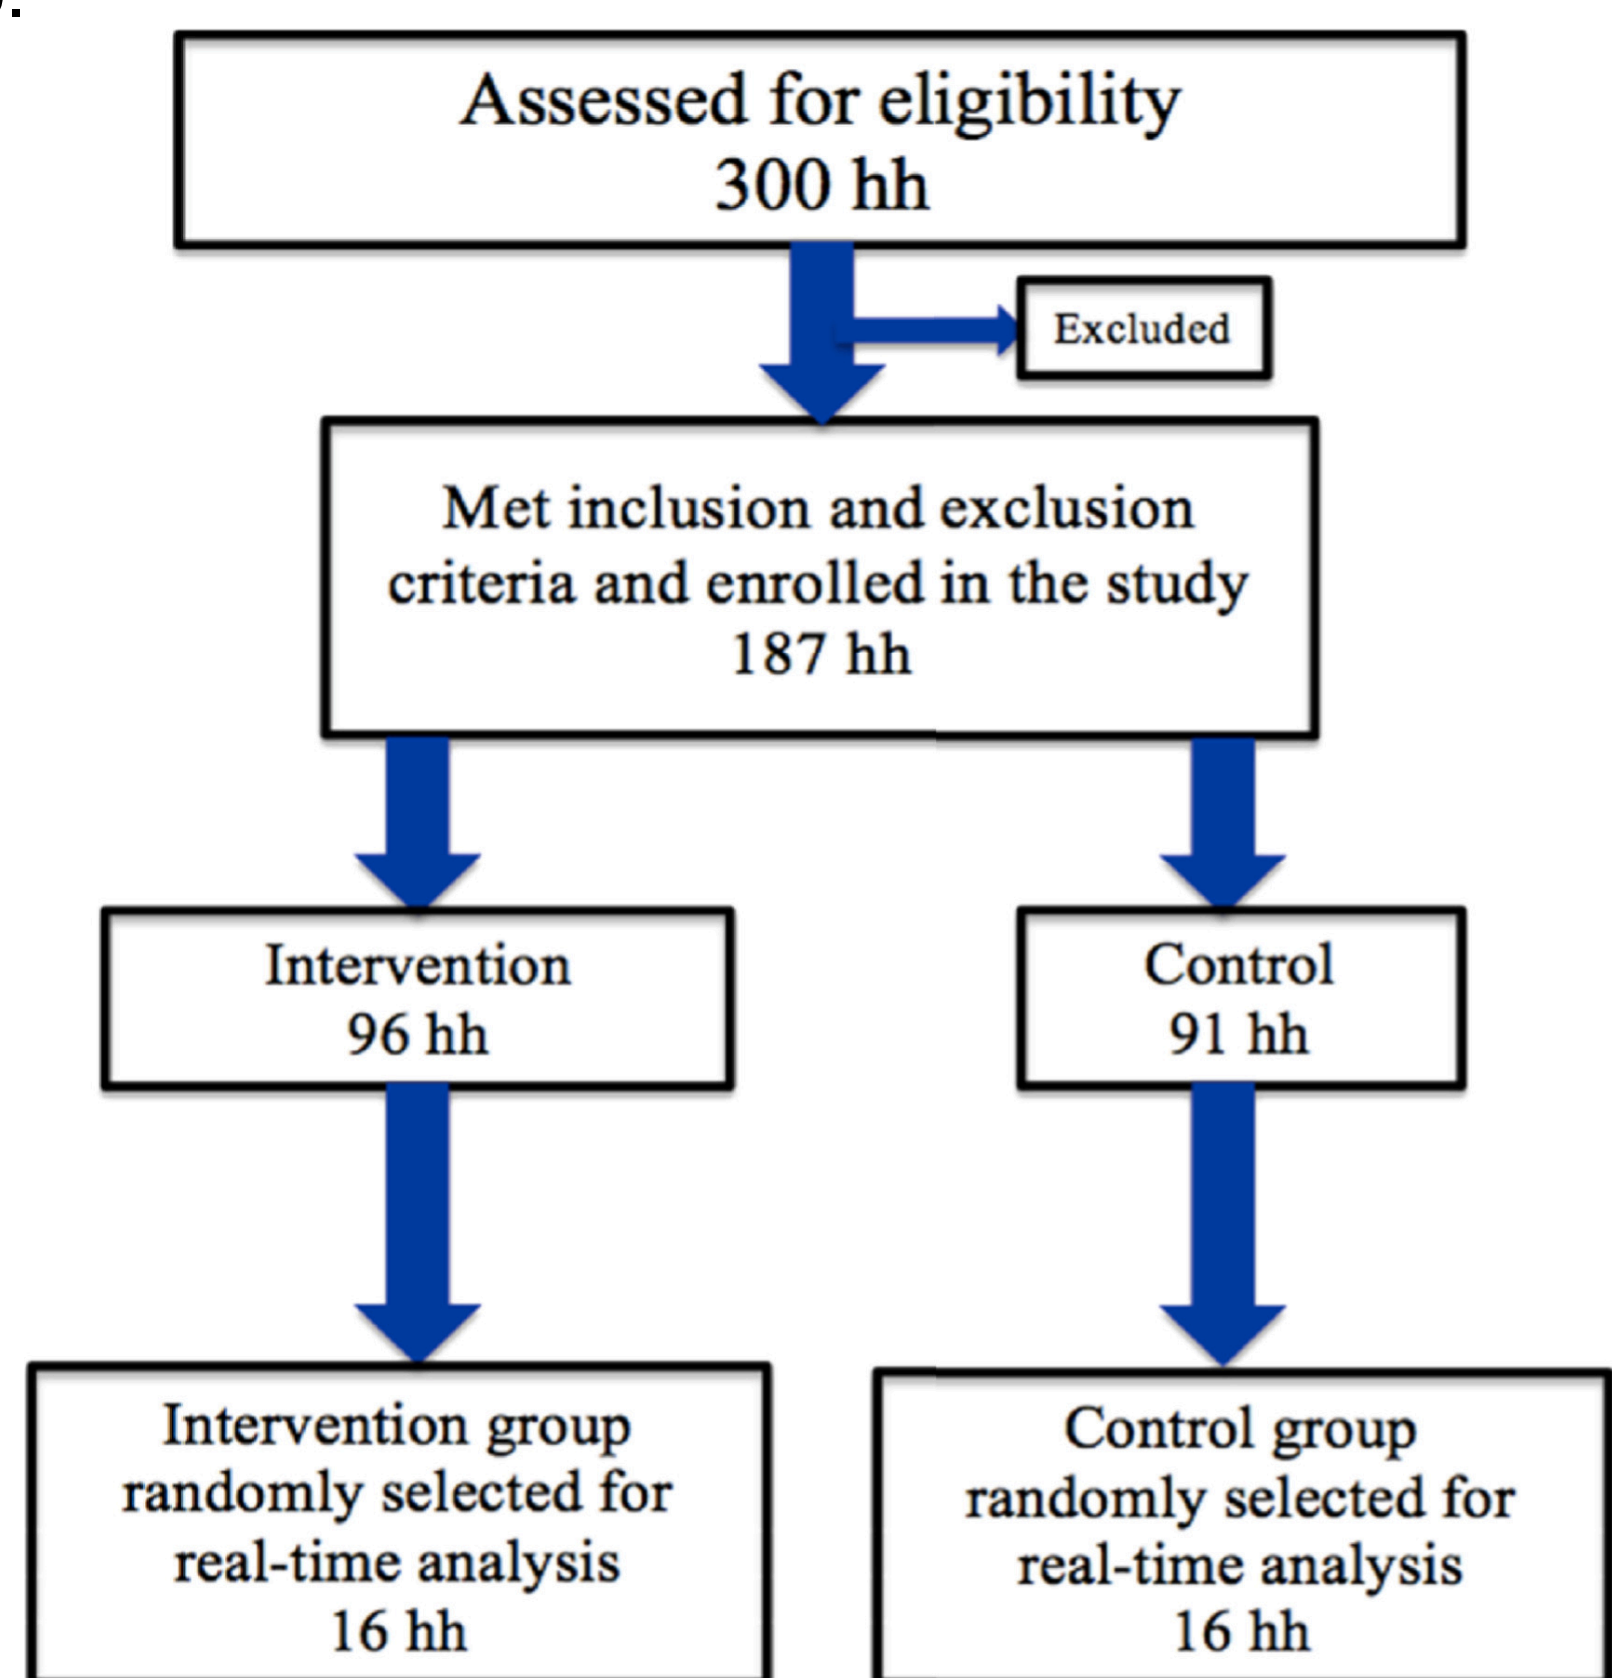 Assessed for eligibility
300 hh
Excluded
Met inclusion and exclusion
criteria and enrolled in the study
187 hh
Intervention
96 hh
Control
91 hh
Intervention group
randomly selected for
real-time analysis
16 hh
Control group
randomly selected for
real-time analysis
16 hh